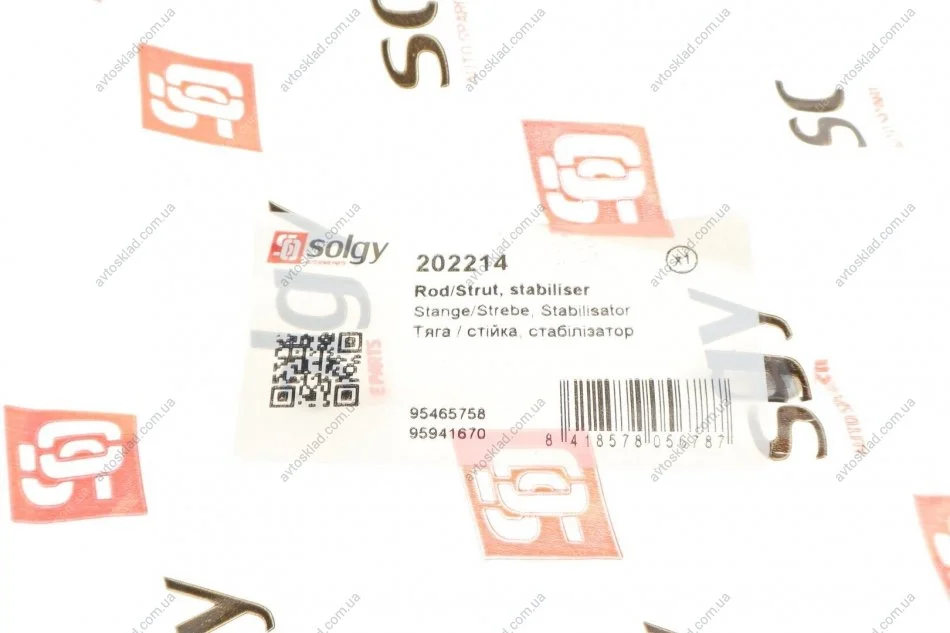 solgy
202214
x1
Rod/Strut, stabiliser
Stange/Strebe, Stabilisator
Тяга / стійка, стабілізатор
95465758
95941670
8 418578 056787
avtosklad.com.ua